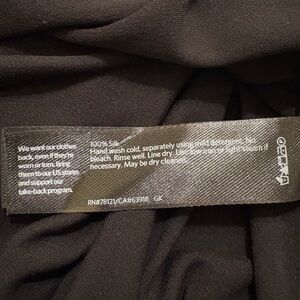 We want our clothes
back, even if they're
worn or torn. Bring
them to our US stores
and support our
take-back program.
100% Silk
Hand wash cold, separately using mild detergent. No
bleach. Rinse well. Line dry. Use low iron or light steam if
necessary. May be dry cleaned.
RN#78121/CA#63918 GK